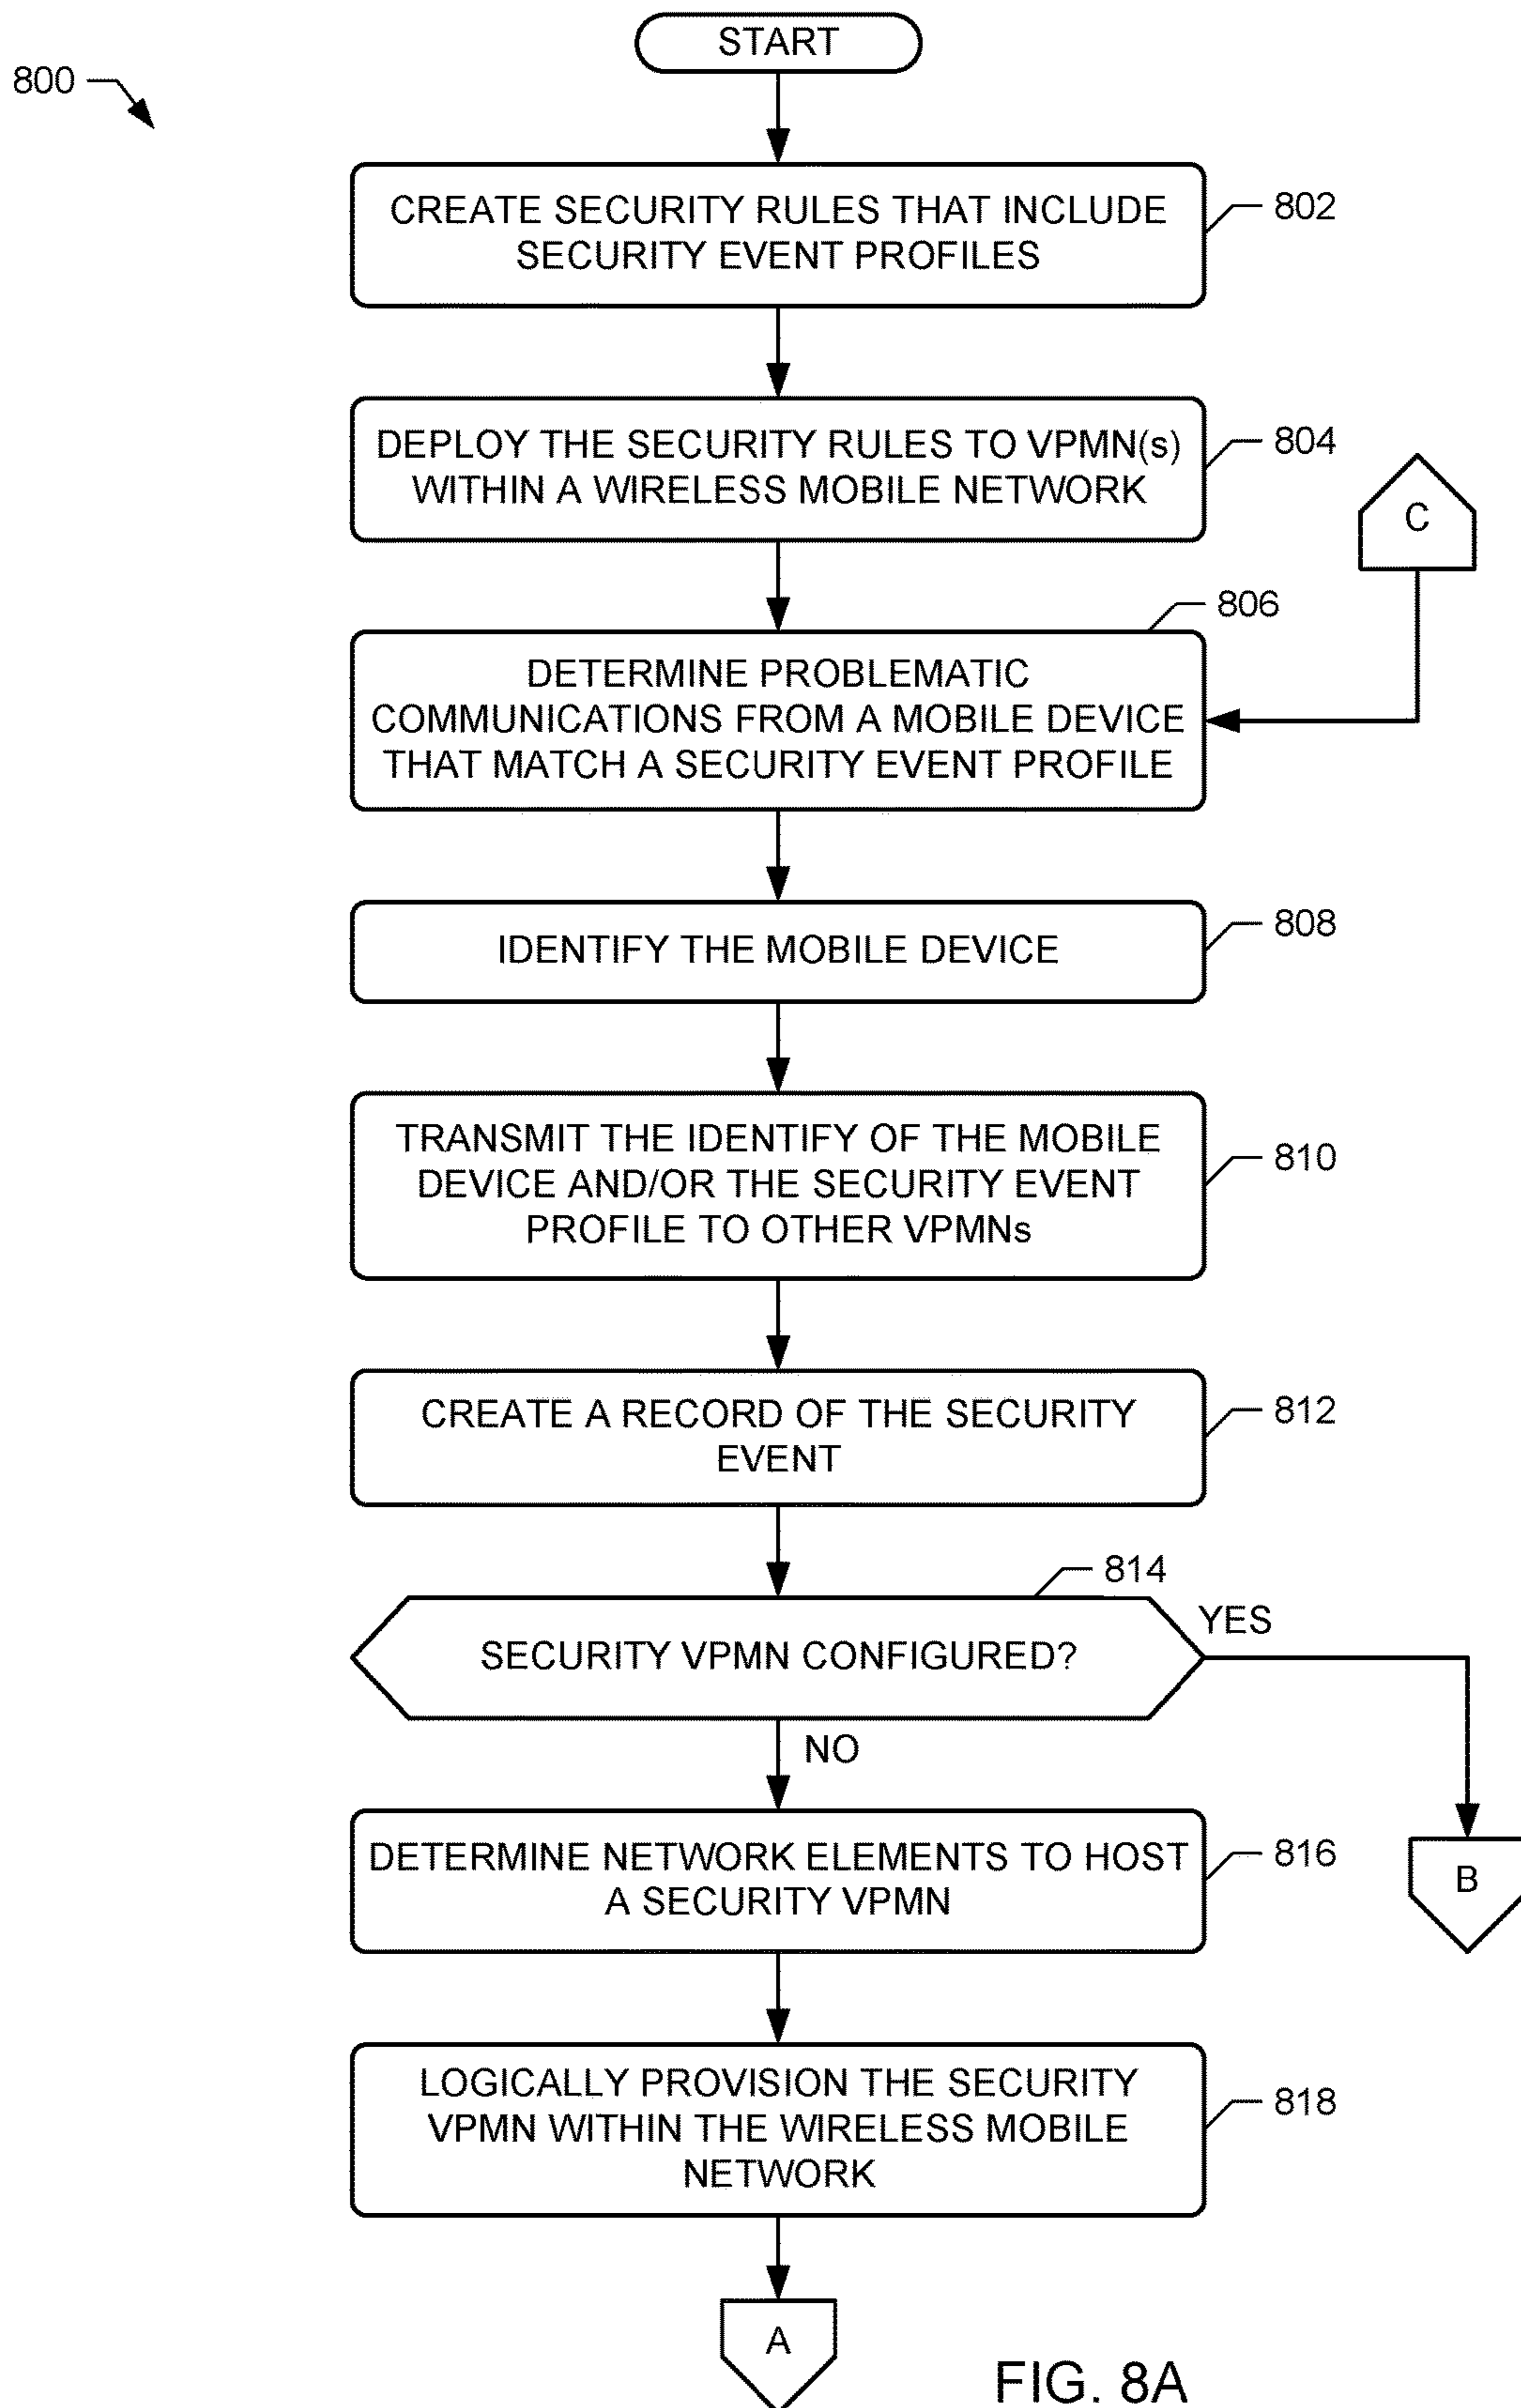 START
800
CREATE SECURITY RULES THAT INCLUDE
SECURITY EVENT PROFILES
802
DEPLOY THE SECURITY RULES TO VPMN(s)
WITHIN A WIRELESS MOBILE NETWORK
804
C
806
DETERMINE PROBLEMATIC
COMMUNICATIONS FROM A MOBILE DEVICE
THAT MATCH A SECURITY EVENT PROFILE
IDENTIFY THE MOBILE DEVICE
808
TRANSMIT THE IDENTIFY OF THE MOBILE
DEVICE AND/OR THE SECURITY EVENT
PROFILE TO OTHER VPMNs
810
CREATE A RECORD OF THE SECURITY
EVENT
812
814
SECURITY VPMN CONFIGURED?
YES
NO
DETERMINE NETWORK ELEMENTS TO HOST
A SECURITY VPMN
816
B
LOGICALLY PROVISION THE SECURITY
VPMN WITHIN THE WIRELESS MOBILE
NETWORK
818
A
FIG. 8A